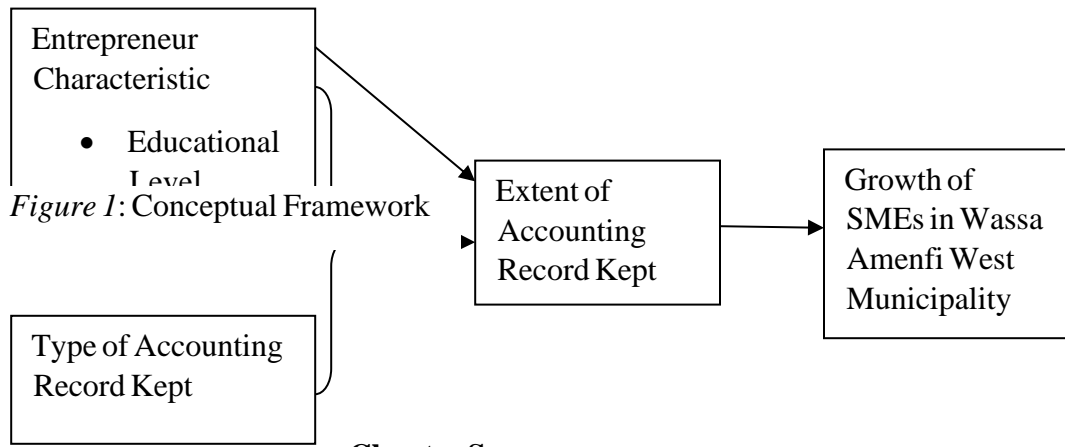 Entrepreneur
Characteristic
• Educational
Level
Figure 1: Conceptual Framework
Type of Accounting
Record Kept
Extent of
Accounting
Record Kept
Growth of
SMEs in Wassa
Amenfi West
Municipality